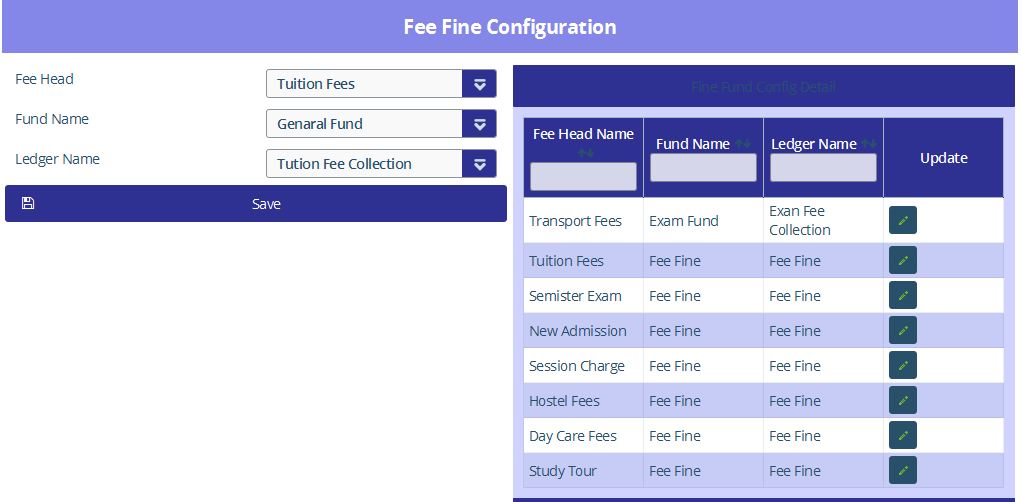 Fee Fine Configuration
Fee Head
Tuition Fees
Fund Name
Genaral Fund
Ledger Name
Tution Fee Collection
Save
Fine Fund Config Detail
Fee Head Name
Fund Name
Ledger Name
Update
Transport Fees
Exam Fund
Exan Fee
Collection
Tuition Fees
Fee Fine
Fee Fine
Semister Exam
Fee Fine
Fee Fine
New Admission
Fee Fine
Fee Fine
Session Charge
Fee Fine
Fee Fine
Hostel Fees
Fee Fine
Fee Fine
Day Care Fees
Fee Fine
Fee Fine
Study Tour
Fee Fine
Fee Fine